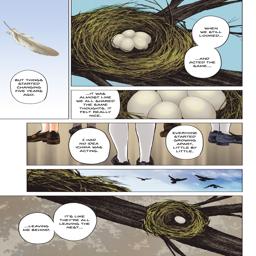 WHEN
WE STILL
LOOKED...
...AND
ACTED THE
SAME...
BUT THINGS
STARTED
CHANGING
FIVE YEARS
AGO.
...IT WAS
ALMOST LIKE
WE ALL SHARED
THE SAME
THOUGHTS. IT
FELT REALLY
NICE.
I HAD
NO IDEA
ICHIKA WAS
ACTING.
EVERYONE
STARTED
GROWING
APART,
LITTLE BY
LITTLE.
IT'S LIKE
THEY'RE ALL
LEAVING THE
NEST...
...LEAVING
ME BEHIND.